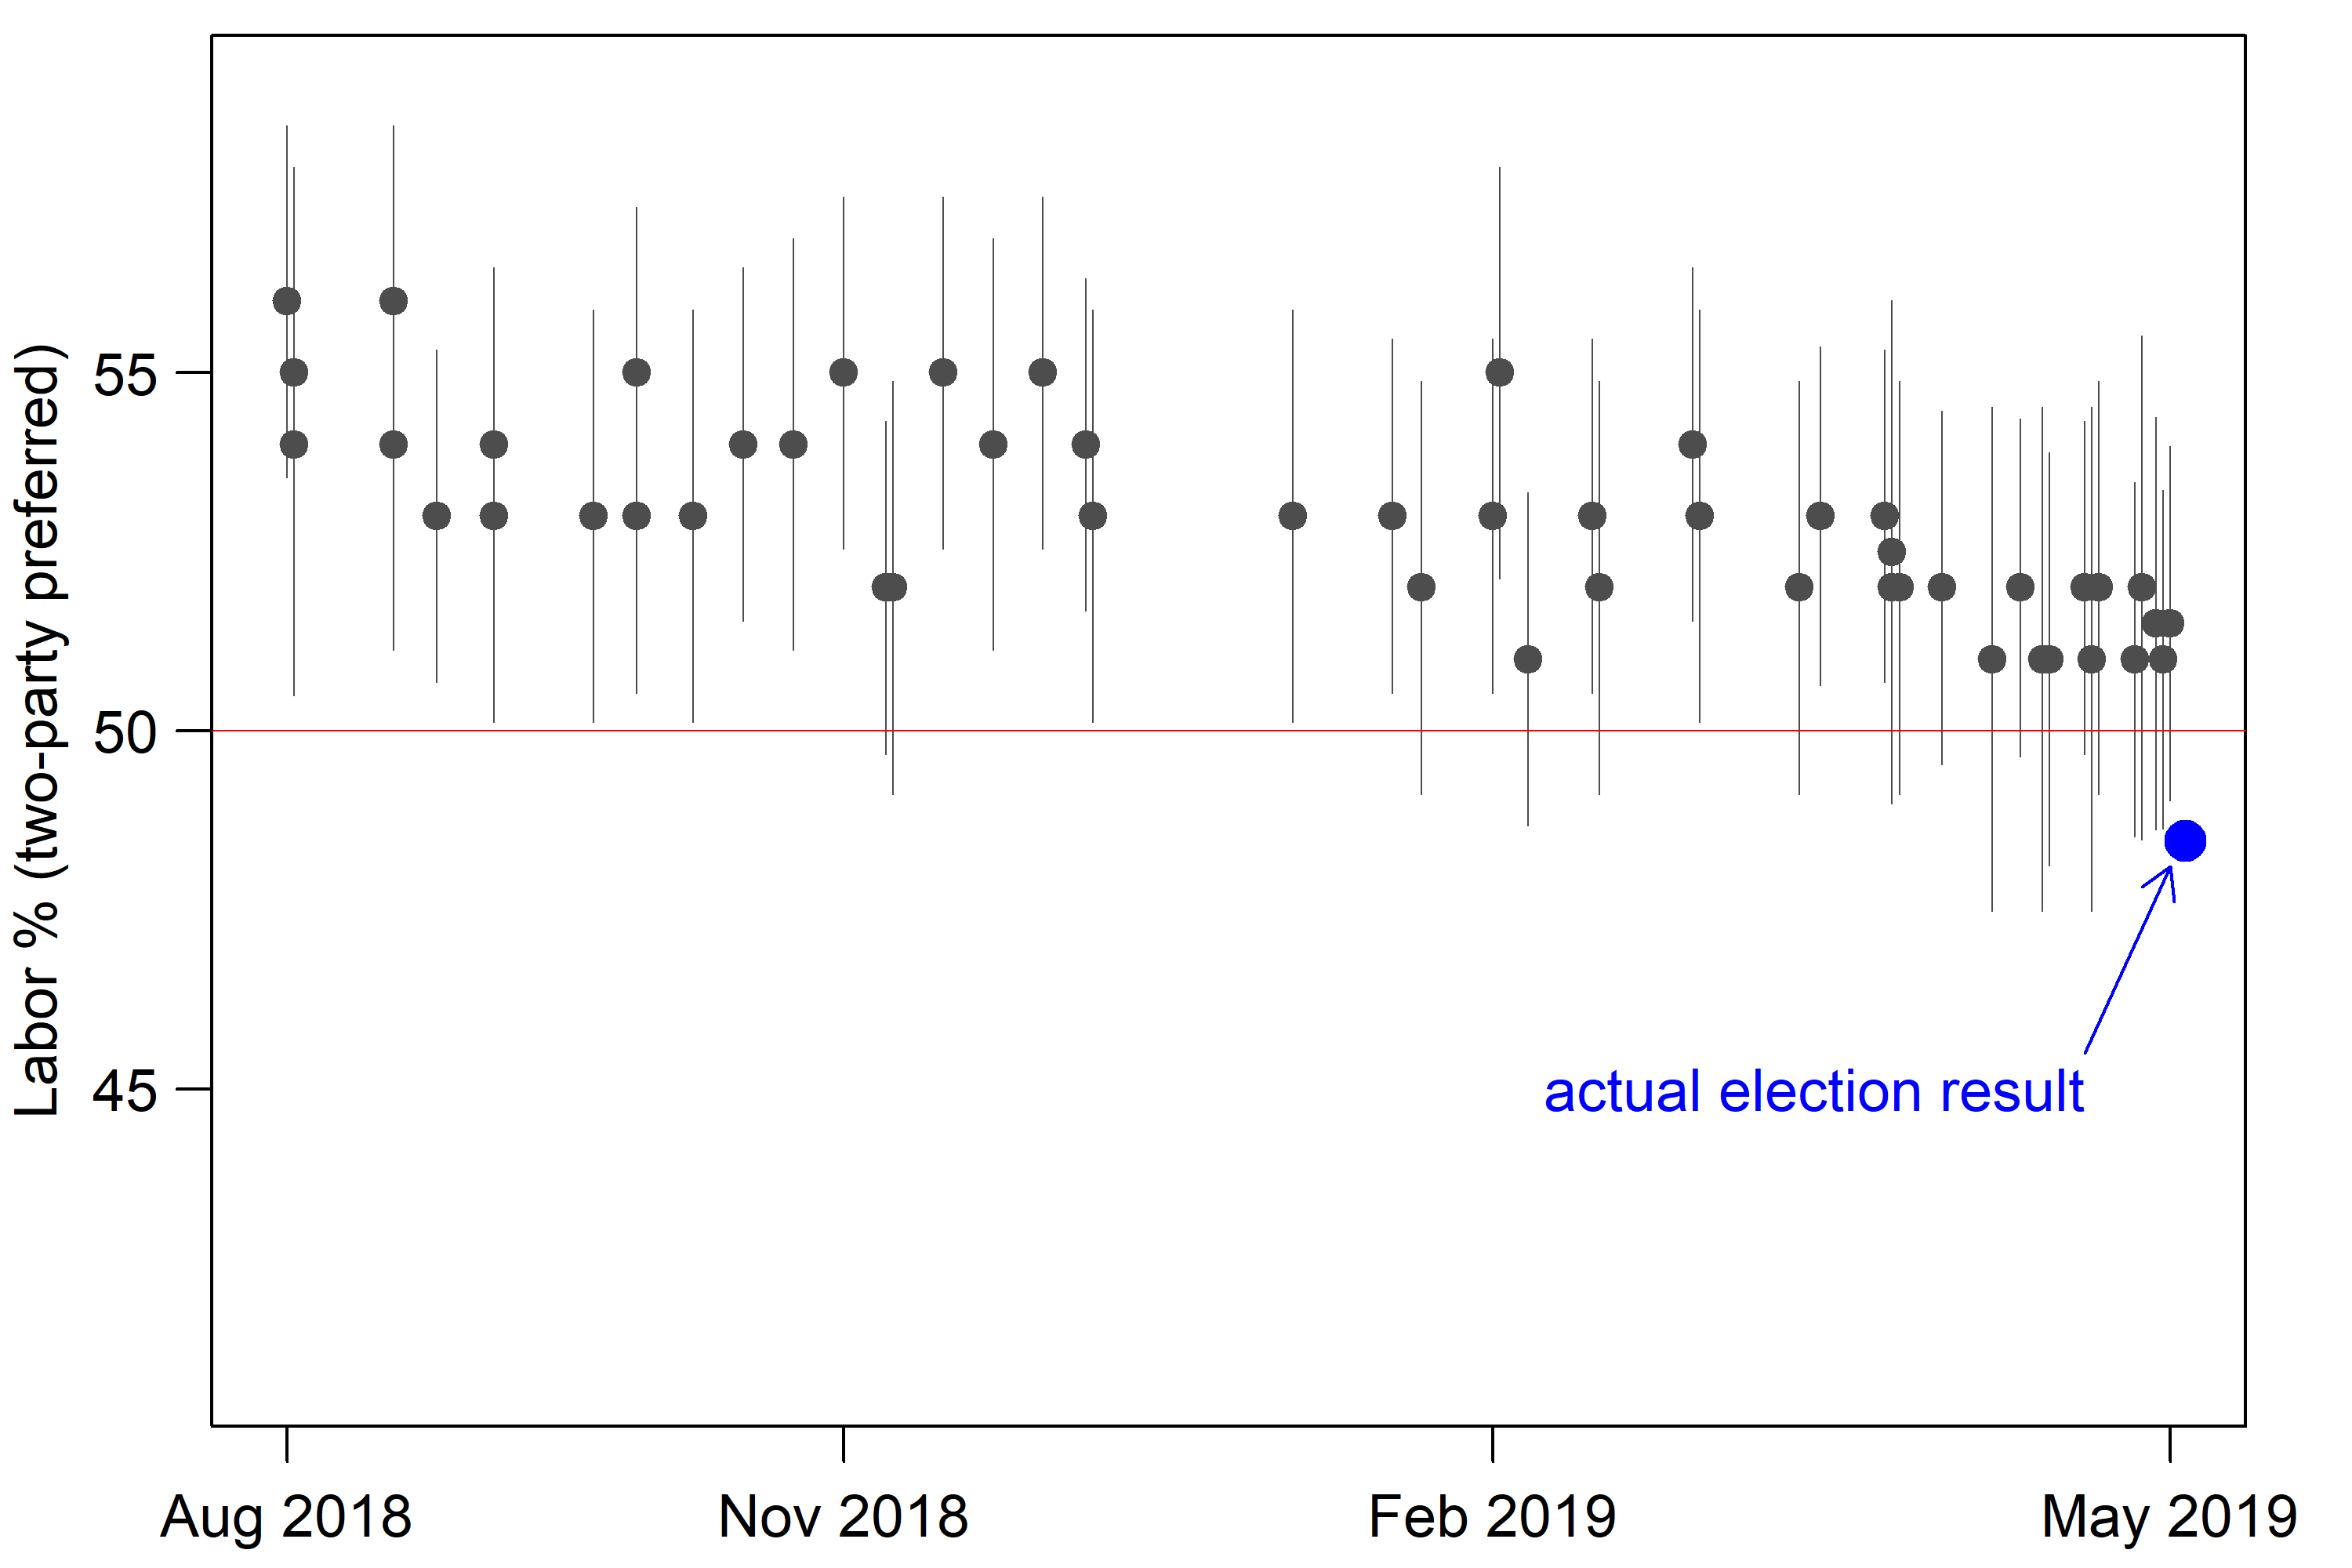 Labor % (two-party preferred)
55
50
45
actual election result
Aug 2018
Nov 2018
Feb 2019
May 2019